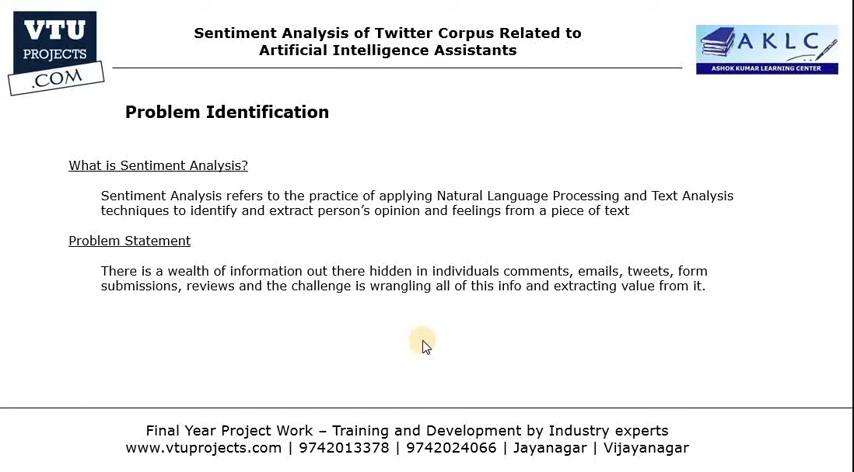 VTU
PROJECTS
.COM
Sentiment Analysis of Twitter Corpus Related to
Artificial Intelligence Assistants
AKLC
ASHOK KUMAR LEARNING CENTER
Problem Identification
What is Sentiment Analysis?
Sentiment Analysis refers to the practice of applying Natural Language Processing and Text Analysis
techniques to identify and extract person's opinion and feelings from a piece of text
Problem Statement
There is a wealth of information out there hidden in individuals comments, emails, tweets, form
submissions, reviews and the challenge is wrangling all of this info and extracting value from it.
Final Year Project Work – Training and Development by Industry experts
www.vtuprojects.com | 9742013378 | 9742024066 | Jayanagar | Vijayanagar